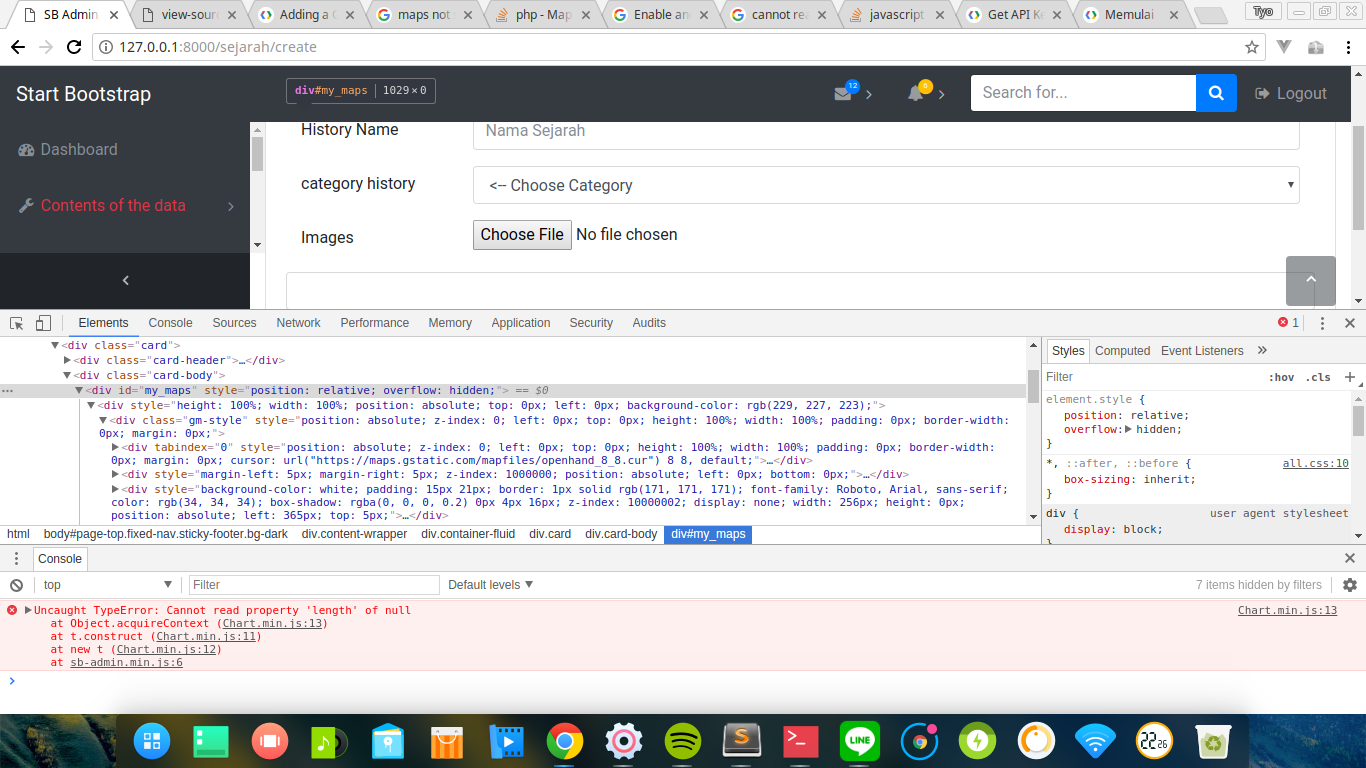 SB Admin
view-sour
Adding a G
maps not
php - Map
Enable an
cannot rea
javascript
Get API Ke
Memulai
Tyo
127.0.0.1:8000/sejarah/create
Start Bootstrap
div#my_maps | 1029 × 0
12
6
Search for...
Logout
Dashboard
Contents of the data
History Name
Nama Sejarah
category history
<-- Choose Category
Images
Choose File No file chosen
Elements Console Sources Network Performance Memory Application Security Audits
1
<div class="card">
<div class="card-header">…</div>
<div class="card-body">
<div id="my_maps" style="position: relative; overflow: hidden;"> == $0
<div style="height: 100%; width: 100%; position: absolute; top: 0px; left: 0px; background-color: rgb(229, 227, 223);">
<div class="gm-style" style="position: absolute; z-index: 0; left: 0px; top: 0px; height: 100%; width: 100%; padding: 0px; border-width:
0px; margin: 0px;">
<div tabindex="0" style="position: absolute; z-index: 0; left: 0px; top: 0px; height: 100%; width: 100%; padding: 0px; border-width:
0px; margin: 0px; cursor: url("https://maps.gstatic.com/mapfiles/openhand_8_8.cur") 8 8, default;">…</div>
<div style="margin-left: 5px; margin-right: 5px; z-index: 1000000; position: absolute; left: 0px; bottom: 0px;">…</div>
<div style="background-color: white; padding: 15px 21px; border: 1px solid rgb(171, 171, 171); font-family: Roboto, Arial, sans-serif;
color: rgb(34, 34, 34); box-shadow: rgba(0, 0, 0, 0.2) 0px 4px 16px; z-index: 10000002; display: none; width: 256px; height: 0px;
position: absolute; left: 365px; top: 5px;">…</div>
html body#page-top.fixed-nav.sticky-footer.bg-dark div.content-wrapper div.container-fluid div.card div.card-body div#my_maps
Styles Computed Event Listeners »
Filter :hov .cls +
element.style {
position: relative;
overflow: hidden;
}
*, ::after, ::before { all.css:10
box-sizing: inherit;
}
div { user agent stylesheet
display: block;
}
Console
top Filter Default levels 7 items hidden by filters
Uncaught TypeError: Cannot read property 'length' of null Chart.min.js:13
at Object.acquireContext (Chart.min.js:13)
at t.construct (Chart.min.js:11)
at new t (Chart.min.js:12)
at sb-admin.min.js:6
S
LINE
22 26